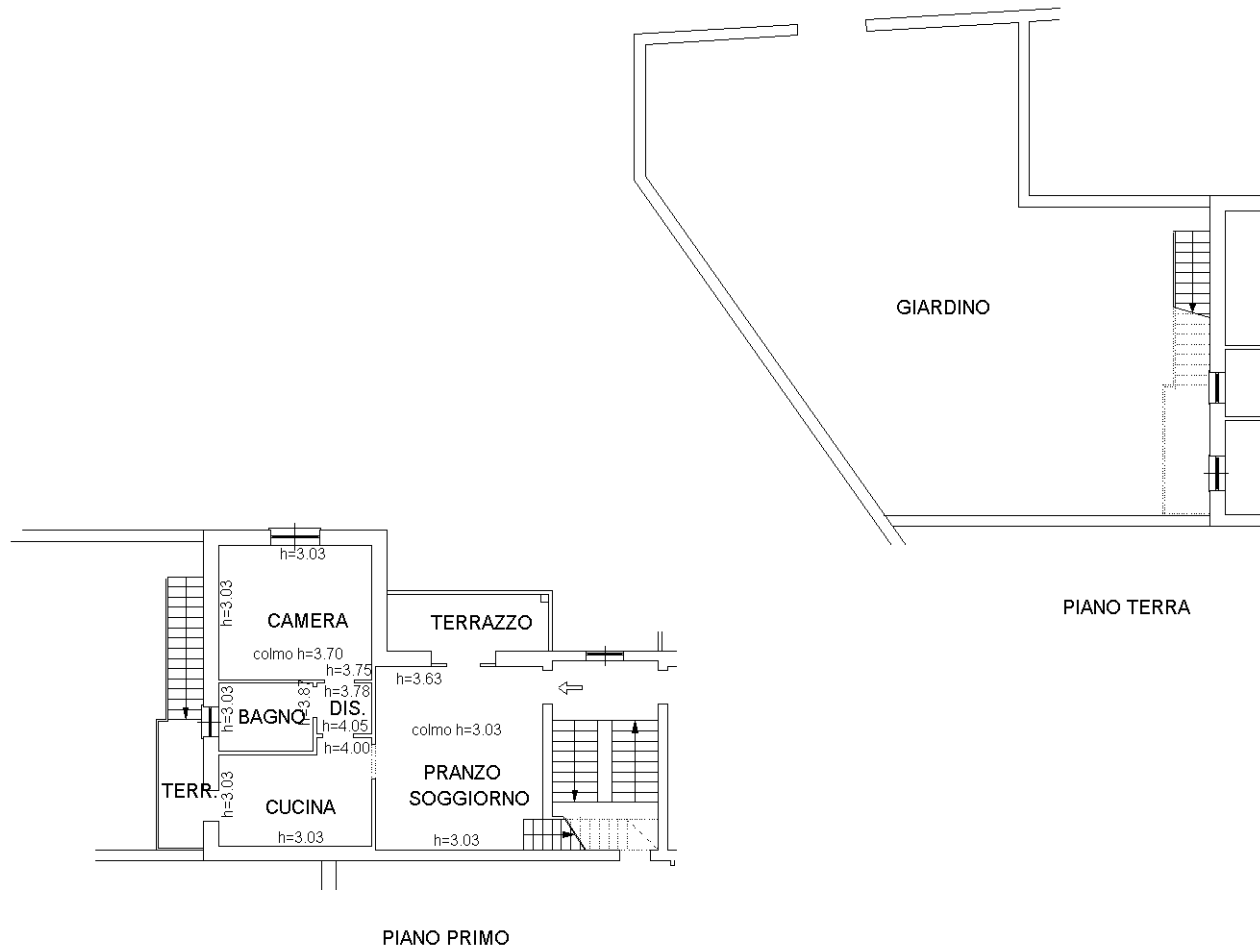 GIARDINO
PIANO TERRA
h=3.03
h=3.03
CAMERA
TERRAZZO
colmo h=3.70
h=3.75
h=3.63
h=3.78
h=3.03
h=3.87
BAGNO
DIS.
h=4.05
colmo h=3.03
h=4.00
PRANZO
SOGGIORNO
TERR.
h=3.03
CUCINA
h=3.03
h=3.03
PIANO PRIMO